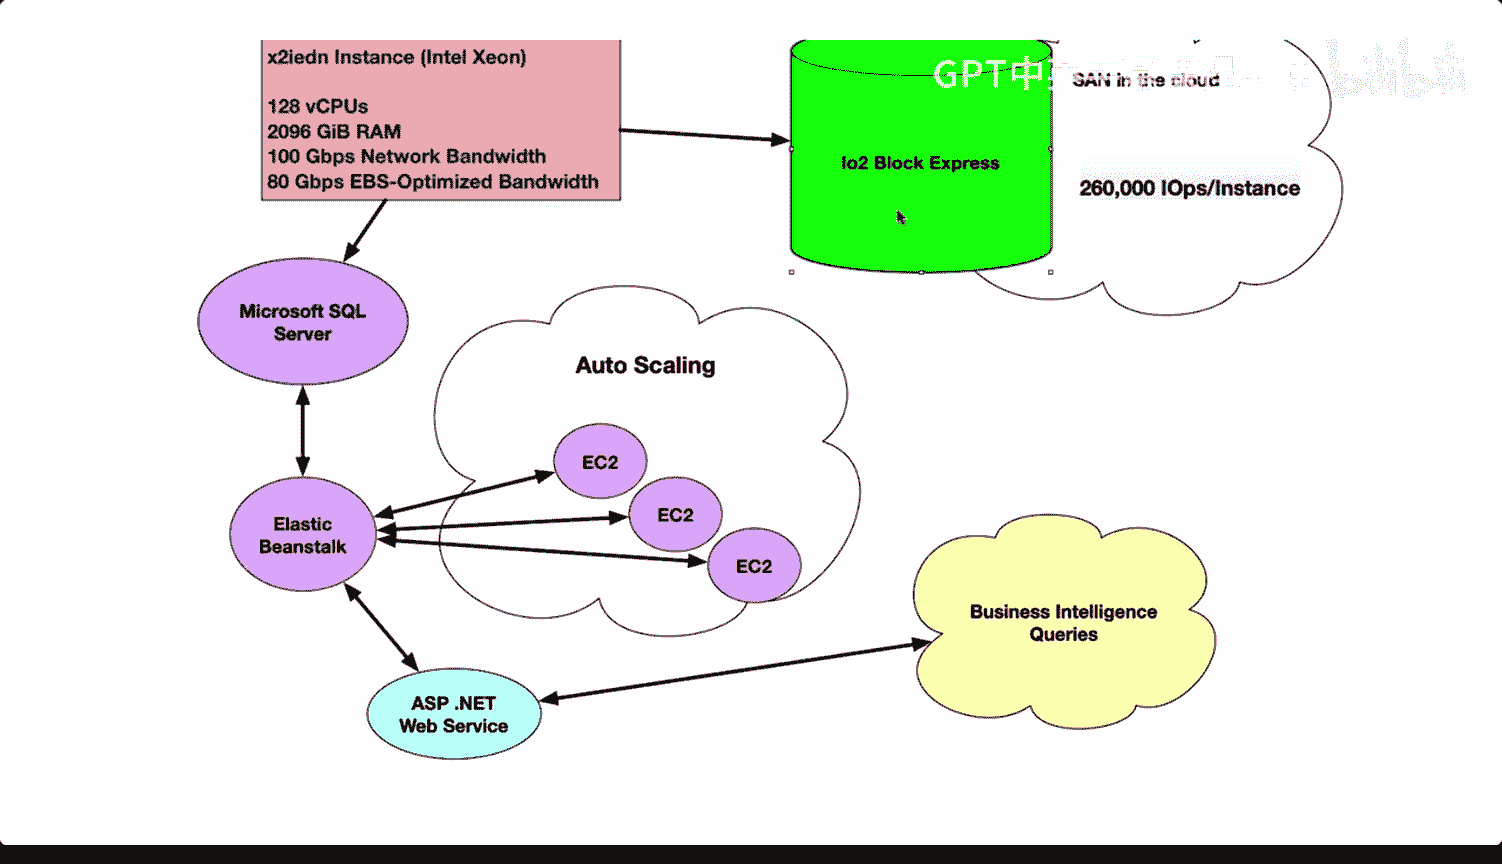 x2iedn Instance (Intel Xeon)
128 vCPUs
2096 GiB RAM
100 Gbps Network Bandwidth
80 Gbps EBS-Optimized Bandwidth
Io2 Block Express
GPT中
SAN in the cloud
260,000 IOps/Instance
Microsoft SQL
Server
Auto Scaling
EC2
EC2
EC2
Elastic
Beanstalk
Business Intelligence
Queries
ASP .NET
Web Service